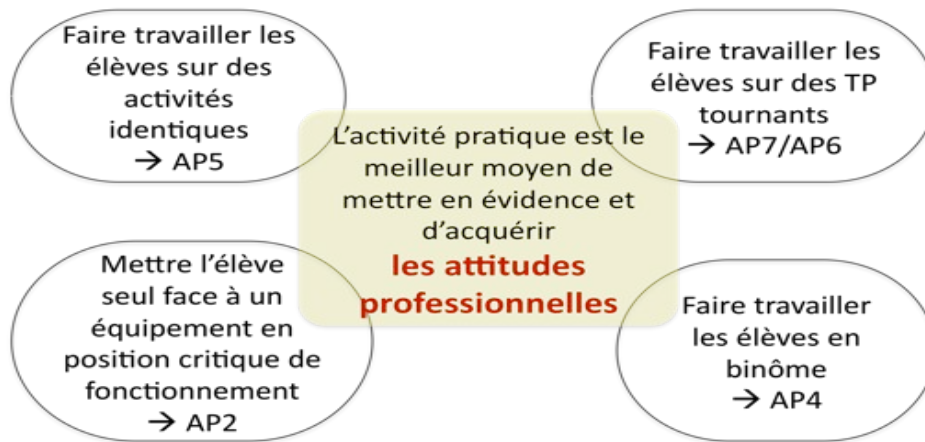 Faire travailler les
élèves sur des
activités
identiques
→ AP5
Faire travailler les
élèves sur des TP
tournants
→ AP7/AP6
L’activité pratique est le
meilleur moyen de
mettre en évidence et
d’acquérir
les attitudes
professionnelles
Mettre l’élève
seul face à un
équipement en
position critique de
fonctionnement
→ AP2
Faire travailler
les élèves en
binôme
→ AP4